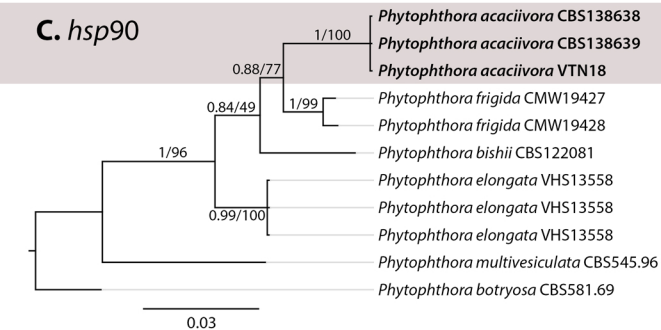 C. hsp90
Phytophthora acaciivora CBS138638
1/100
Phytophthora acaciivora CBS138639
0.88/77
Phytophthora acaciivora VTN18
1/99
Phytophthora frigida CMW19427
0.84/49
Phytophthora frigida CMW19428
1/96
Phytophthora bishii CBS122081
Phytophthora elongata VHS13558
Phytophthora elongata VHS13558
0.99/100
Phytophthora elongata VHS13558
Phytophthora multivesiculata CBS545.96
Phytophthora botryosa CBS581.69
0.03